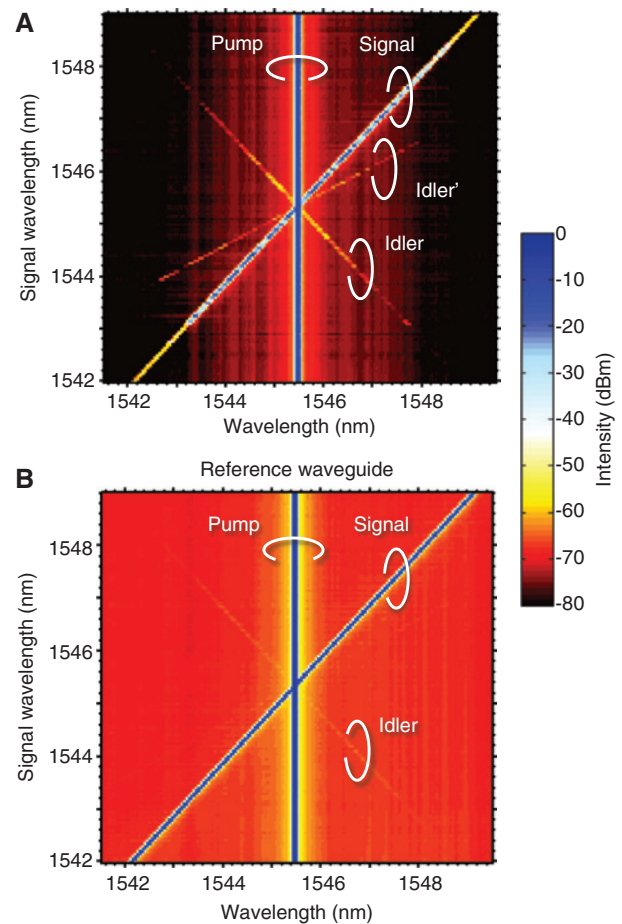 A
Pump
Signal
Idler'
Idler
Signal wavelength (nm)
1548
1546
1544
1542
1542 1544 1546 1548
Wavelength (nm)
0
-10
-20
-30
-40
-50
-60
-70
-80
Intensity (dBm)
B
Reference waveguide
Pump
Signal
Idler
Signal wavelength (nm)
1548
1546
1544
1542
1542 1544 1546 1548
Wavelength (nm)